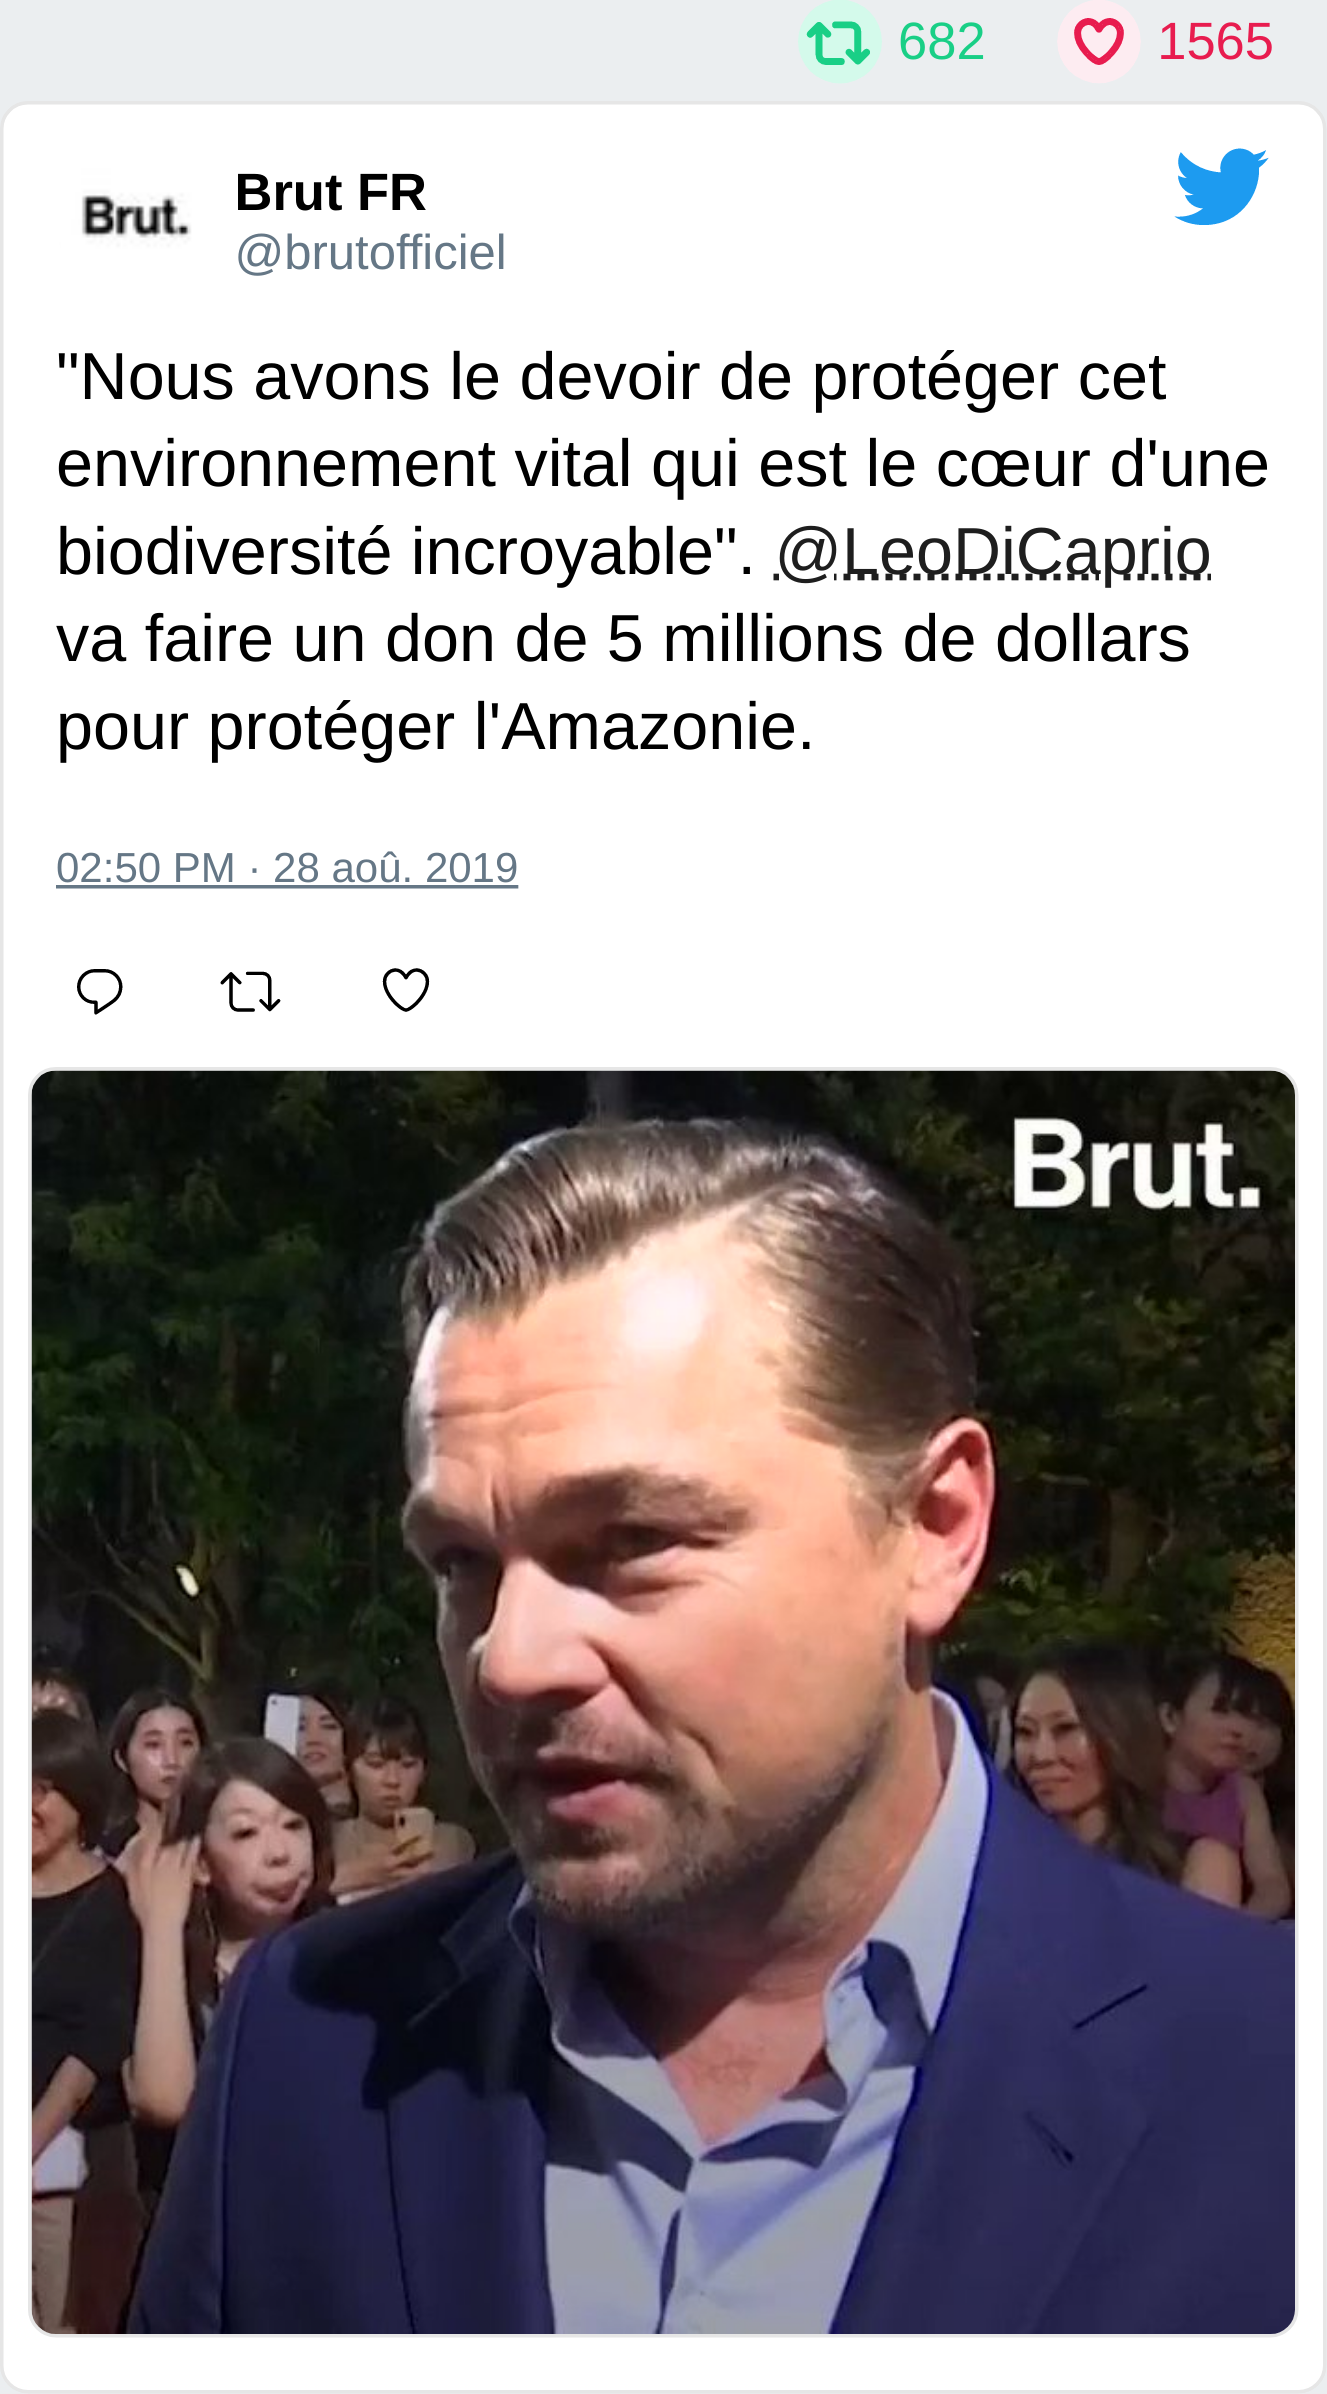 682 1565
Brut.
Brut FR
@brutofficiel
"Nous avons le devoir de protéger cet
environnement vital qui est le cœur d'une
biodiversité incroyable". @LeoDiCaprio
va faire un don de 5 millions de dollars
pour protéger l'Amazonie.
02:50 PM · 28 aoû. 2019
Brut.